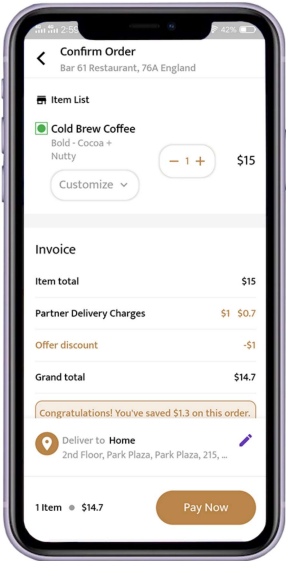 2:55
42%
Confirm Order
Bar 61 Restaurant, 76A England
Item List
Cold Brew Coffee
Bold - Cocoa +
Nutty
− 1 +
$15
Customize
Invoice
Item total $15
Partner Delivery Charges $1 $0.7
Offer discount -$1
Grand total $14.7
Congratulations! You've saved $1.3 on this order.
Deliver to Home
2nd Floor, Park Plaza, Park Plaza, 215, ...
1 Item $14.7
Pay Now